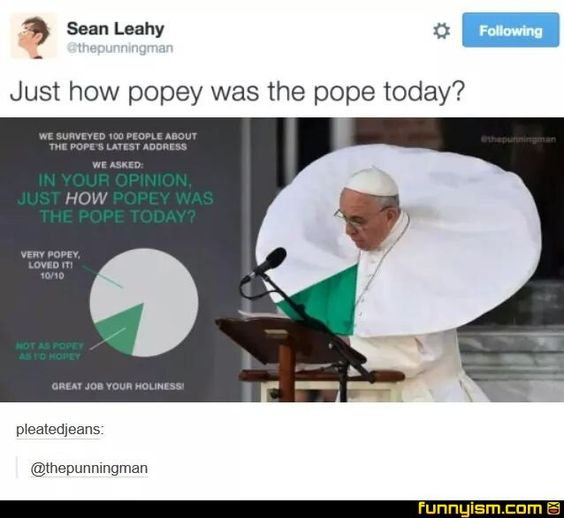 Sean Leahy
@thepunningman
Following
Just how popey was the pope today?
@thepunningman
WE SURVEYED 100 PEOPLE ABOUT
THE POPE'S LATEST ADDRESS
WE ASKED:
IN YOUR OPINION,
JUST HOW POPEY WAS
THE POPE TODAY?
VERY POPEY,
LOVED IT!
10/10
NOT AS POPEY
AS I'D HOPEY
GREAT JOB YOUR HOLINESS!
pleatedjeans:
@thepunningman
funnyism.com